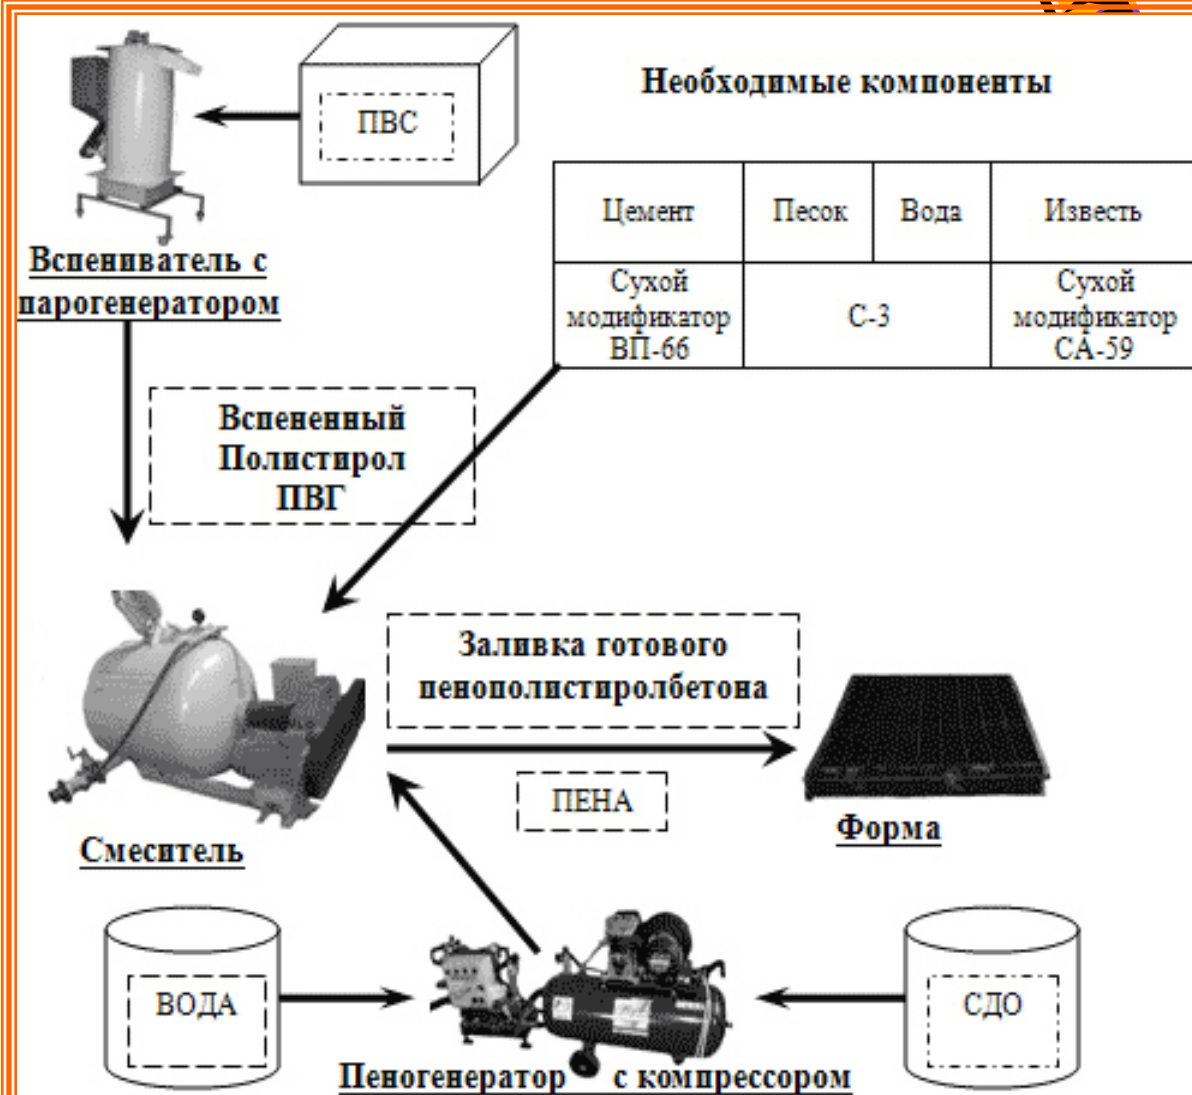 ПВС
Необходимые компоненты
Цемент
Песок
Вода
Известь
Сухой
модификатор
ВП-66
С-3
Сухой
модификатор
СА-59
Вспениватель с
парогенератором
Вспененный
Полистирол
ПВГ
Заливка готового
пенополистиролбетона
ПЕНА
Форма
Смеситель
ВОДА
СДО
Пеногенератор с компрессором